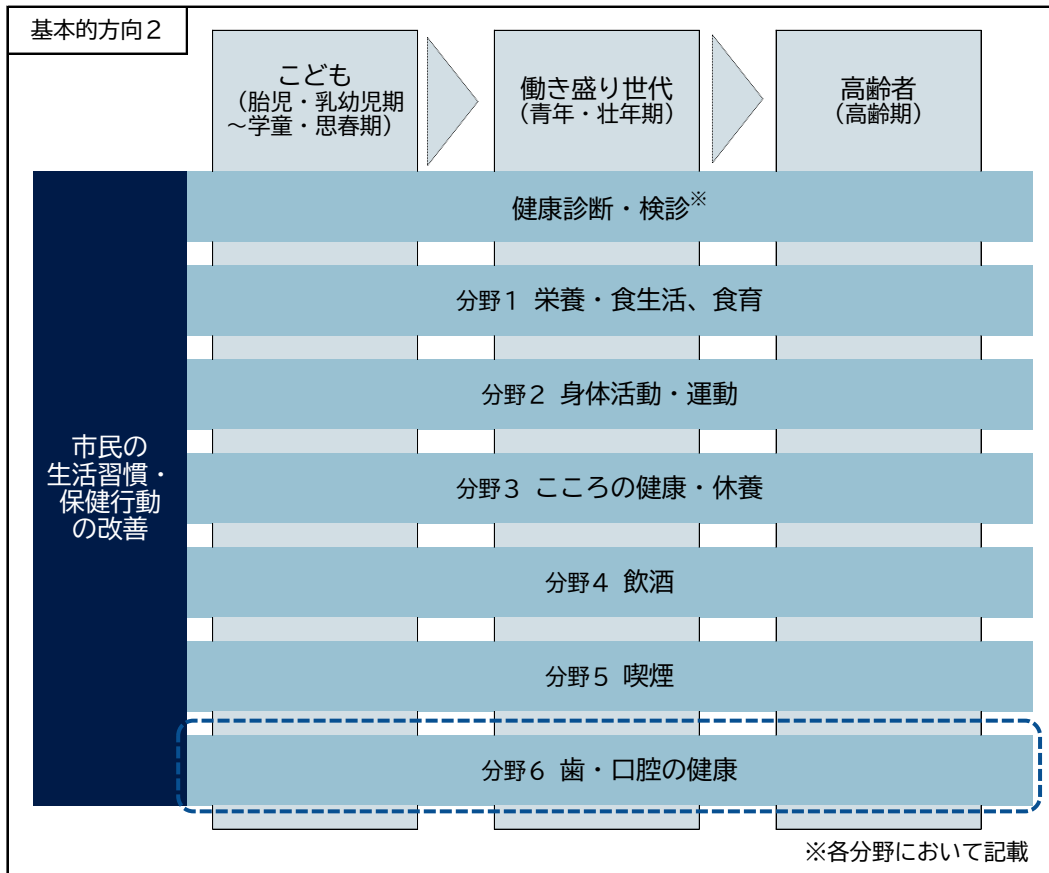 基本的方向２
こども
（胎児・乳幼児期
～学童・思春期）
働き盛り世代
（青年・壮年期）
高齢者
（高齢期）
健康診断・検診※
分野１ 栄養・食生活、食育
分野２ 身体活動・運動
市民の
生活習慣・
保健行動
の改善
分野３ こころの健康・休養
分野４ 飲酒
分野５ 喫煙
分野６ 歯・口腔の健康
※各分野において記載